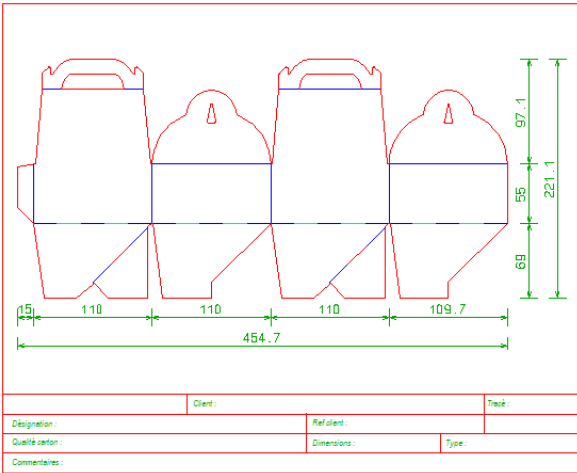 97.1
221.1
55
69
15 110 110 110 109.7
454.7
Client : Tracé :
Désignation : Ref client :
Qualité carton : Dimensions : Type :
Commentaires :